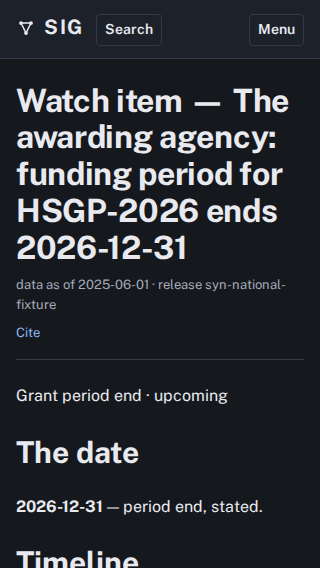 SIG Search Menu
Watch item — The
awarding agency:
funding period for
HSGP-2026 ends
2026-12-31
data as of 2025-06-01 · release syn-national-
fixture
Cite
Grant period end · upcoming
The date
2026-12-31 — period end, stated.
Timeline